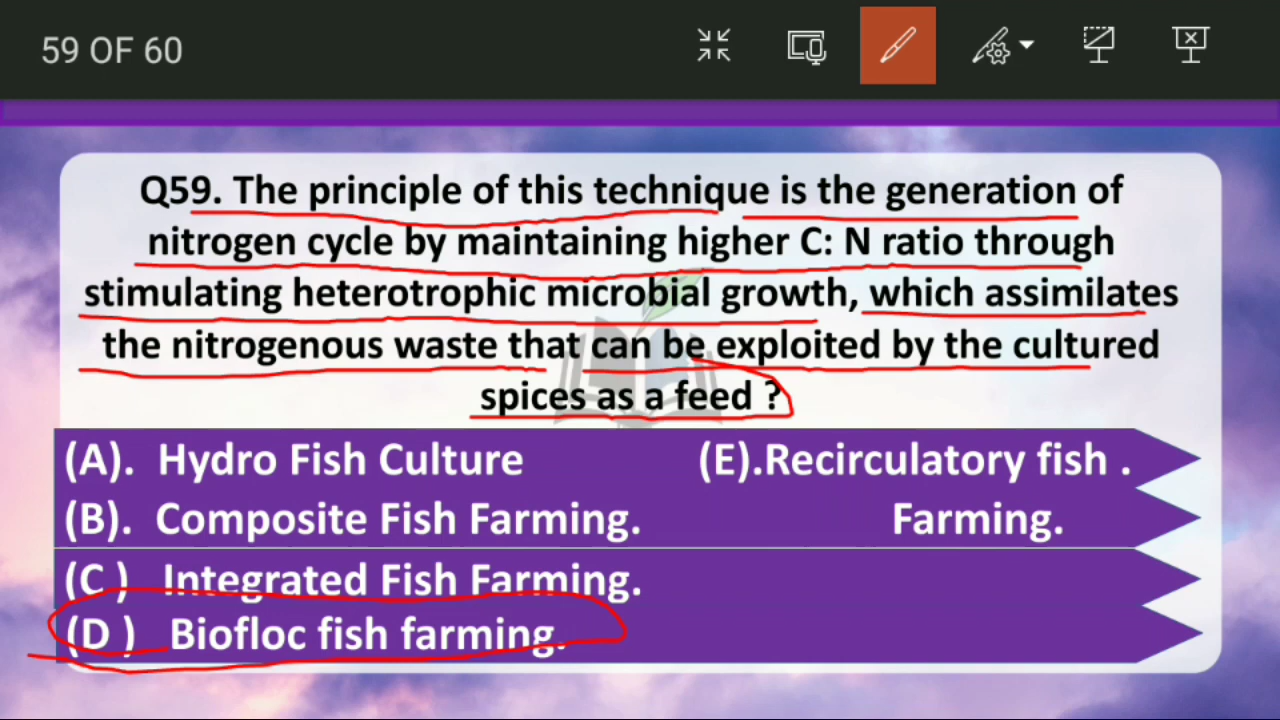 59 OF 60
Q59. The principle of this technique is the generation of
nitrogen cycle by maintaining higher C: N ratio through
stimulating heterotrophic microbial growth, which assimilates
the nitrogenous waste that can be exploited by the cultured
spices as a feed ?
(A). Hydro Fish Culture
(B). Composite Fish Farming.
(C ) Integrated Fish Farming.
(D ) Biofloc fish farming.
(E).Recirculatory fish .
Farming.